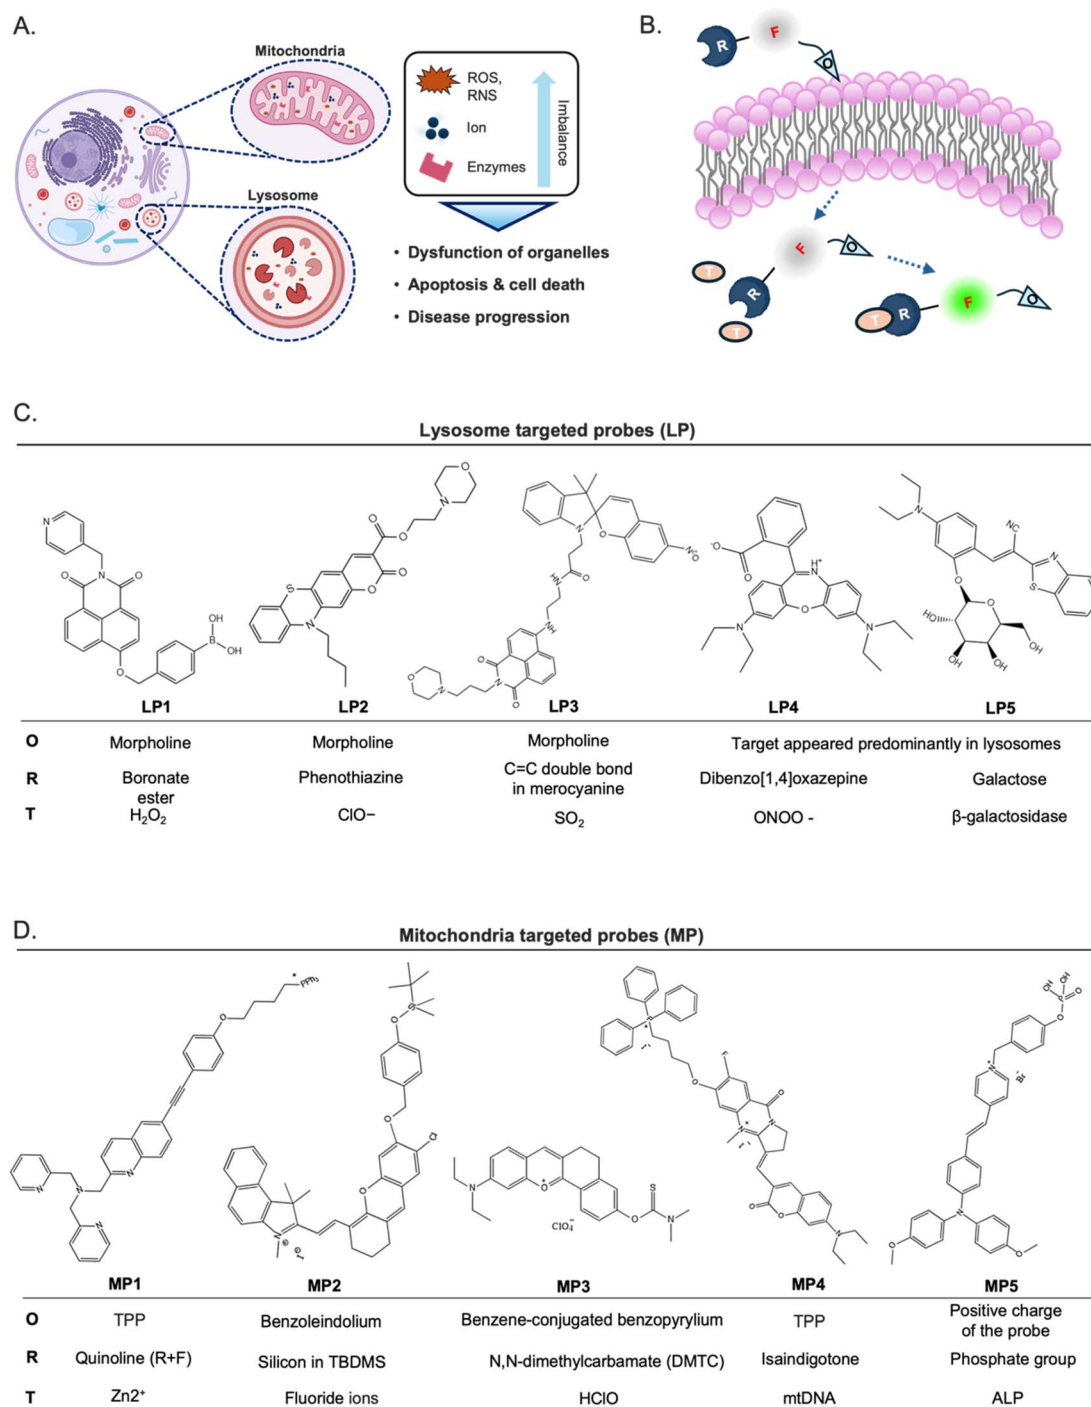 A.
Mitochondria
Lysosome
ROS,
RNS
Ion
Enzymes
Imbalance
• Dysfunction of organelles
• Apoptosis & cell death
• Disease progression
B.
R
F
O
F
O
T
R
T
T
R
F
O
C.
Lysosome targeted probes (LP)
LP1 LP2 LP3 LP4 LP5
O Morpholine Morpholine Morpholine Target appeared predominantly in lysosomes
R Boronate ester Phenothiazine C=C double bond in merocyanine Dibenzo[1,4]oxazepine Galactose
T H₂O₂ ClO− SO₂ ONOO - β-galactosidase
D.
Mitochondria targeted probes (MP)
MP1 MP2 MP3 MP4 MP5
O TPP Benzoleindolium Benzene-conjugated benzopyrylium TPP Positive charge of the probe
R Quinoline (R+F) Silicon in TBDMS N,N-dimethylcarbamate (DMTC) Isaindigotone Phosphate group
T Zn2⁺ Fluoride ions HClO mtDNA ALP